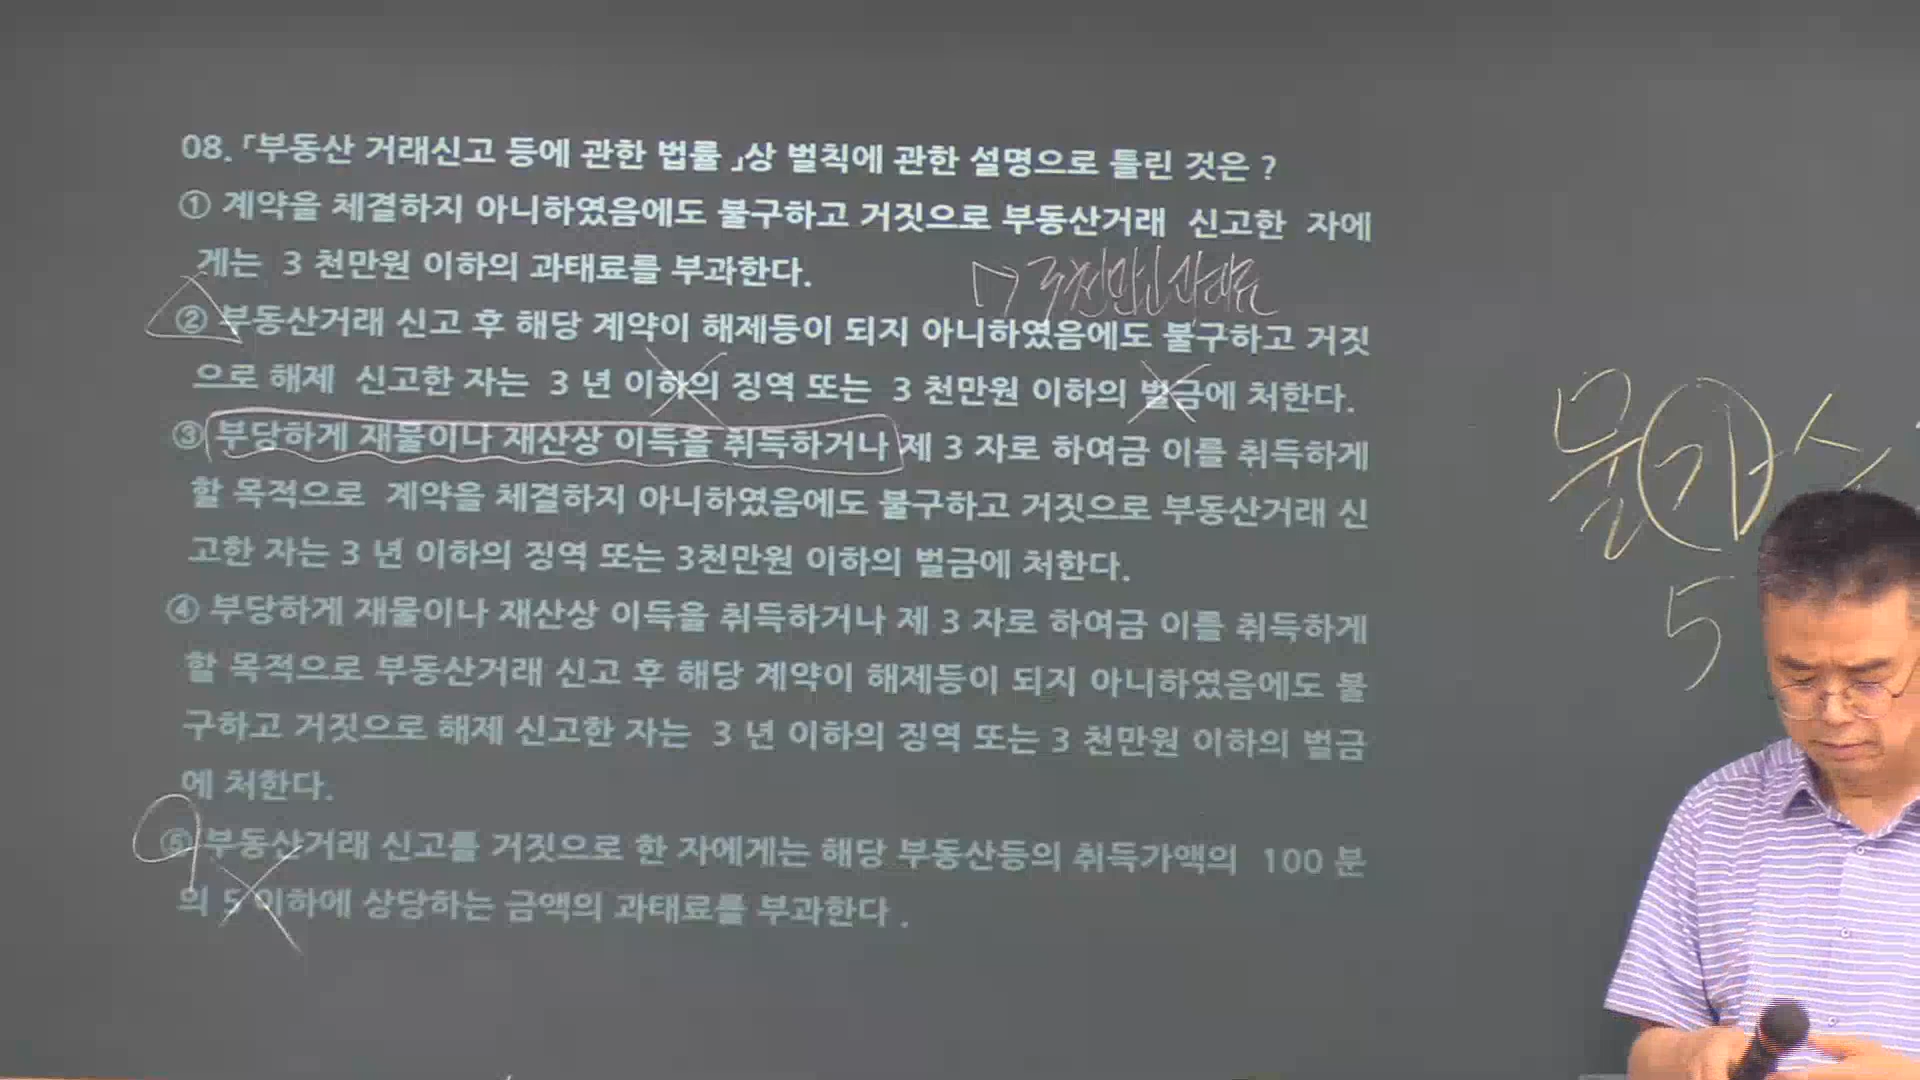 08. 「부동산 거래신고 등에 관한 법률 」상 벌칙에 관한 설명으로 틀린 것은 ?
① 계약을 체결하지 아니하였음에도 불구하고 거짓으로 부동산거래 신고한 자에
게는 3 천만원 이하의 과태료를 부과한다.
② 부동산거래 신고 후 해당 계약이 해제등이 되지 아니하였음에도 불구하고 거짓
으로 해제 신고한 자는 3 년 이하의 징역 또는 3 천만원 이하의 벌금에 처한다.
③ 부당하게 재물이나 재산상 이득을 취득하거나 제 3 자로 하여금 이를 취득하게
할 목적으로 계약을 체결하지 아니하였음에도 불구하고 거짓으로 부동산거래 신
고한 자는 3 년 이하의 징역 또는 3천만원 이하의 벌금에 처한다.
④ 부당하게 재물이나 재산상 이득을 취득하거나 제 3 자로 하여금 이를 취득하게
할 목적으로 부동산거래 신고 후 해당 계약이 해제등이 되지 아니하였음에도 불
구하고 거짓으로 해제 신고한 자는 3 년 이하의 징역 또는 3 천만원 이하의 벌금
에 처한다.
⑤ 부동산거래 신고를 거짓으로 한 자에게는 해당 부동산등의 취득가액의 100 분
의 5 이하에 상당하는 금액의 과태료를 부과한다 .
5